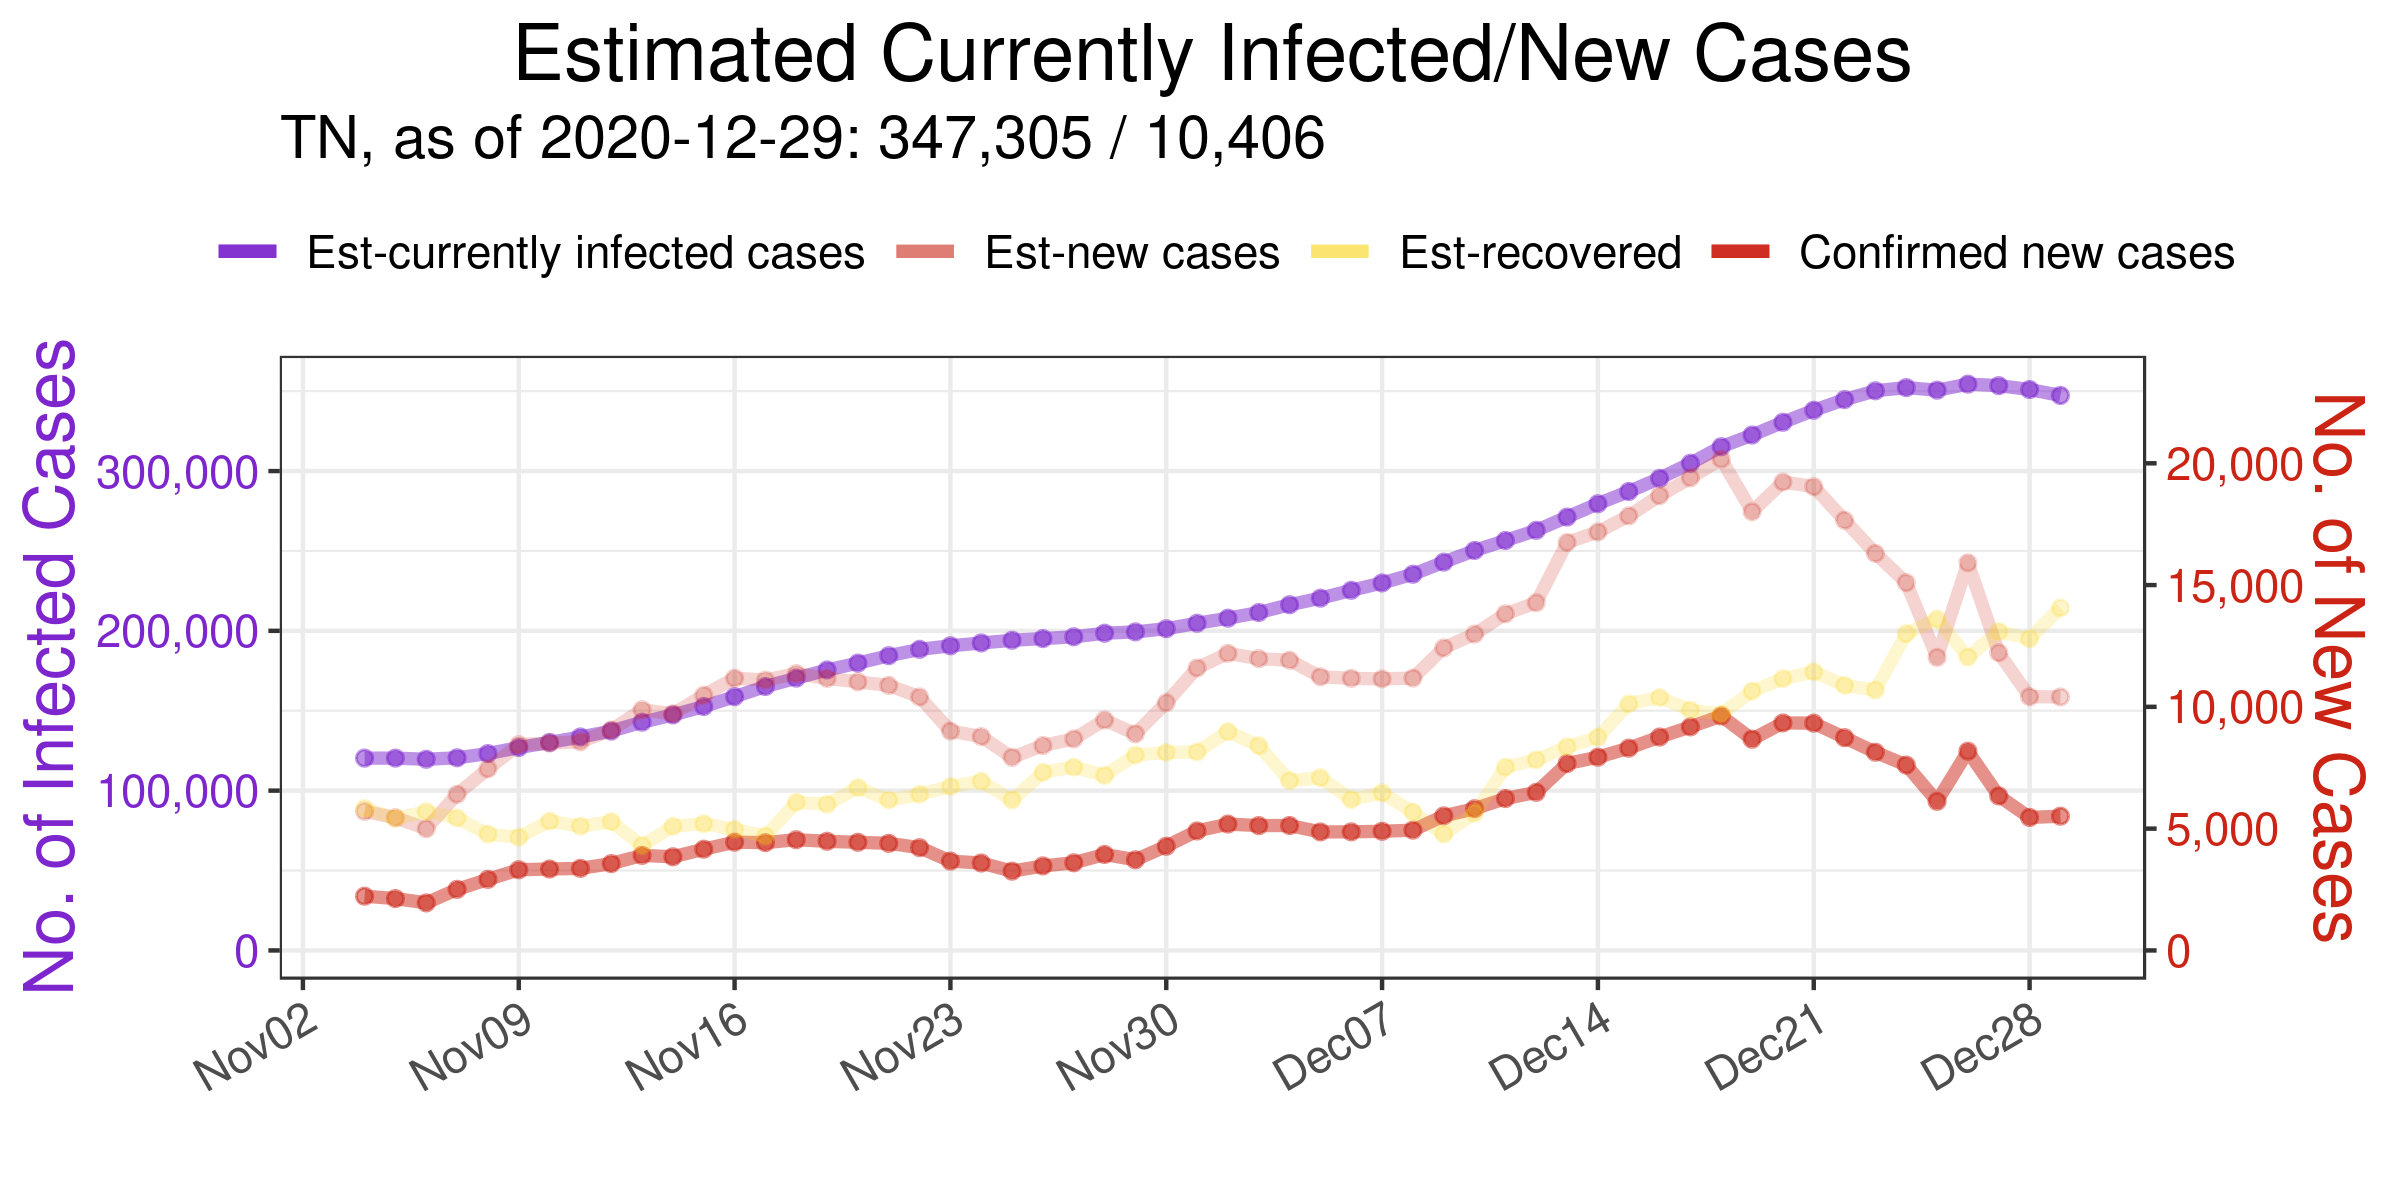 Estimated Currently Infected/New Cases
TN, as of 2020-12-29: 347,305 / 10,406
Est-currently infected cases Est-new cases Est-recovered Confirmed new cases
No. of Infected Cases
300,000
200,000
100,000
0
20,000
15,000
10,000
5,000
0
No. of New Cases
Nov02 Nov09 Nov16 Nov23 Nov30 Dec07 Dec14 Dec21 Dec28